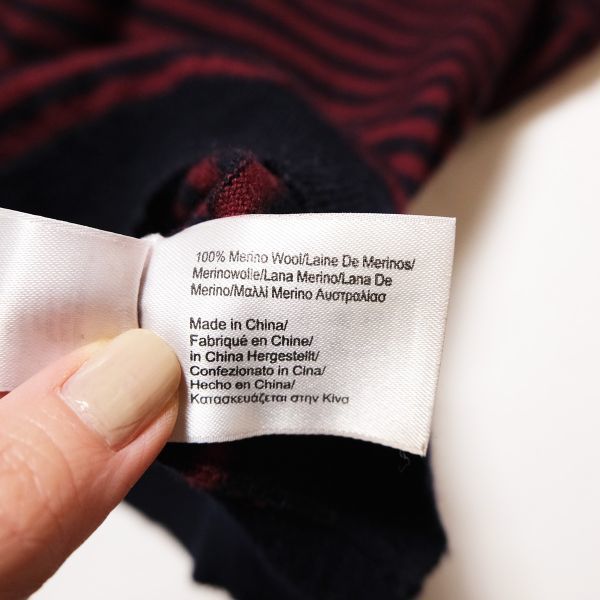 100% Merino Wool/Laine De Merinos/
Merinowolle/Lana Merino/Lana De
Merino/Μαλλί Merino Αυστραλίασ
Made in China/
Fabriqué en Chine/
in China Hergestellt/
Confezionato in Cina/
Hecho en China/
Κατασκευάζεται στην Κίνα